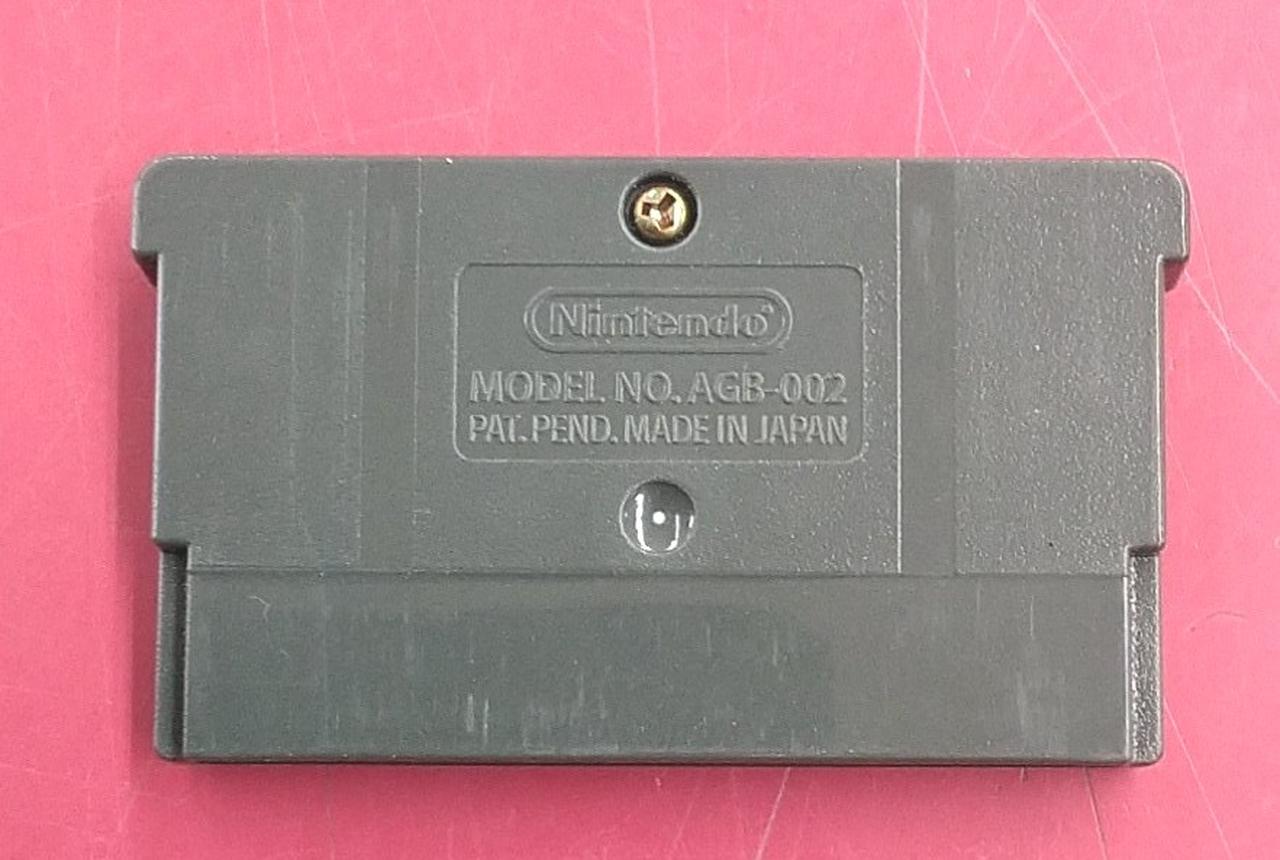 Nintendo®
MODEL NO. AGB-002
PAT. PEND. MADE IN JAPAN